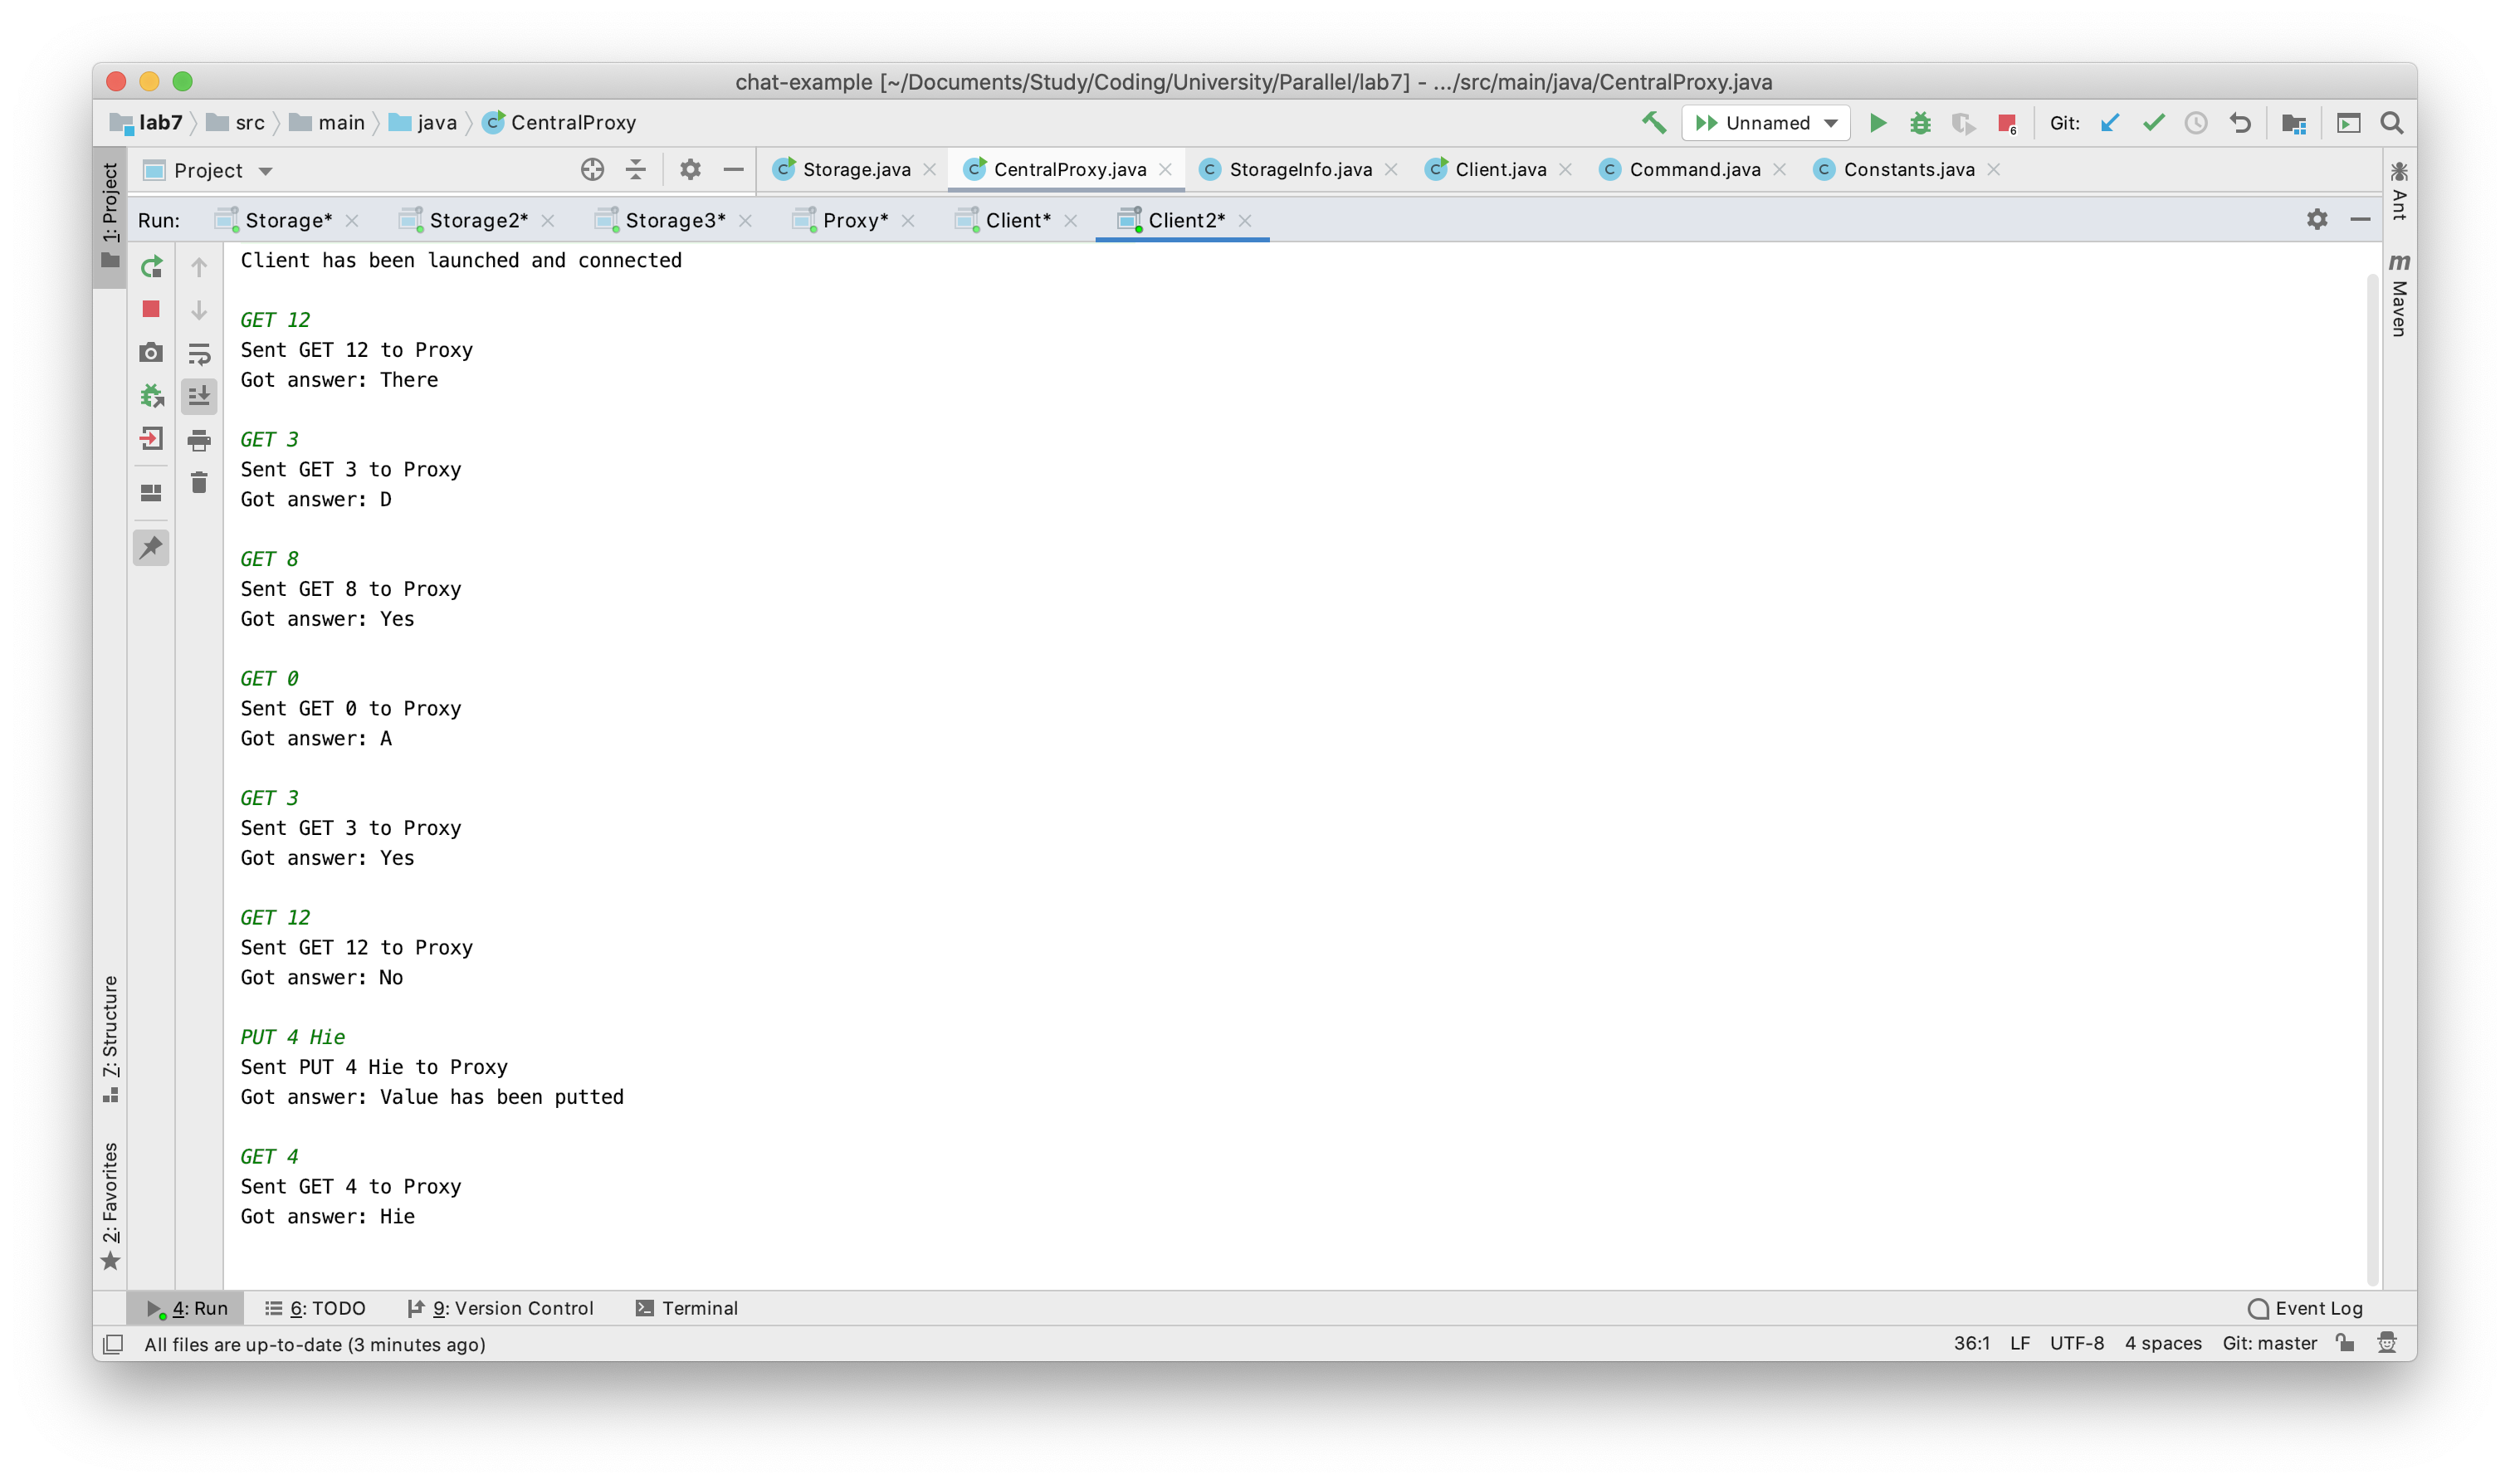 chat-example [~/Documents/Study/Coding/University/Parallel/lab7] - .../src/main/java/CentralProxy.java
lab7 src main java CentralProxy Unnamed 6 Git:
Project Storage.java CentralProxy.java StorageInfo.java Client.java Command.java Constants.java
Run: Storage* Storage2* Storage3* Proxy* Client* Client2*
1: Project
7: Structure
2: Favorites
Client has been launched and connected
GET 12
Sent GET 12 to Proxy
Got answer: There
GET 3
Sent GET 3 to Proxy
Got answer: D
GET 8
Sent GET 8 to Proxy
Got answer: Yes
GET 0
Sent GET 0 to Proxy
Got answer: A
GET 3
Sent GET 3 to Proxy
Got answer: Yes
GET 12
Sent GET 12 to Proxy
Got answer: No
PUT 4 Hie
Sent PUT 4 Hie to Proxy
Got answer: Value has been putted
GET 4
Sent GET 4 to Proxy
Got answer: Hie
Ant
m Maven
4: Run 6: TODO 9: Version Control Terminal Event Log
All files are up-to-date (3 minutes ago) 36:1 LF UTF-8 4 spaces Git: master